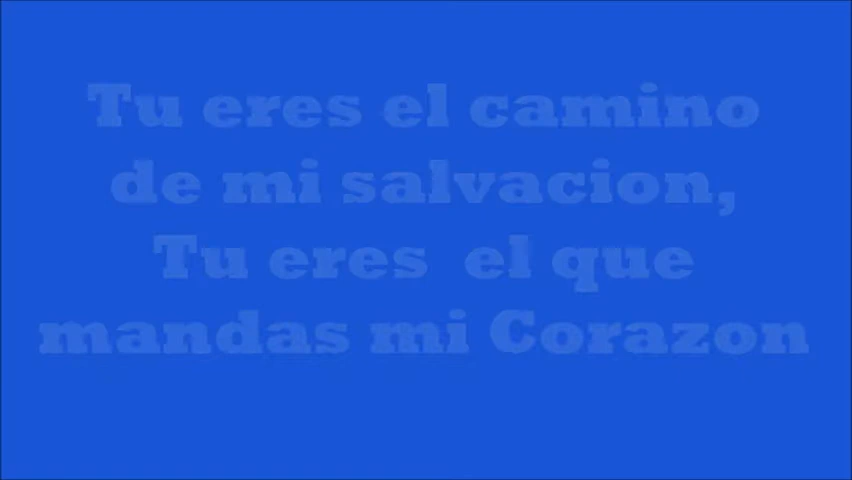 Tu eres el camino
de mi salvacion,
Tu eres el que
mandas mi Corazon